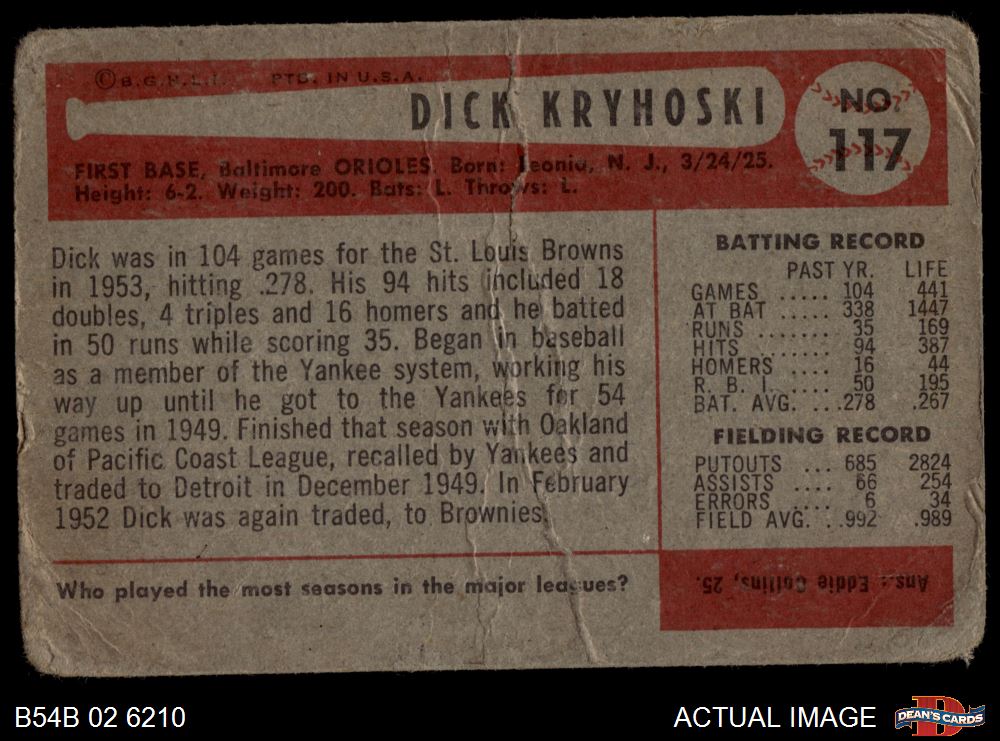 © B.G.H.L.I. PTD. IN U.S.A.
DICK KRYHOSKI
NO.
117
FIRST BASE, Baltimore ORIOLES. Born: Leonia, N. J., 3/24/25.
Height: 6-2. Weight: 200. Bats: L. Throws: L.
Dick was in 104 games for the St. Louis Browns
in 1953, hitting .278. His 94 hits included 18
doubles, 4 triples and 16 homers and he batted
in 50 runs while scoring 35. Began in baseball
as a member of the Yankee system, working his
way up until he got to the Yankees for 54
games in 1949. Finished that season with Oakland
of Pacific Coast League, recalled by Yankees and
traded to Detroit in December 1949. In February
1952 Dick was again traded, to Brownies.
BATTING RECORD
PAST YR. LIFE
GAMES ..... 104 441
AT BAT ..... 338 1447
RUNS ........ 35 169
HITS ........ 94 387
HOMERS .... 16 44
R. B. I. ..... 50 195
BAT. AVG. ...278 .267
FIELDING RECORD
PUTOUTS ... 685 2824
ASSISTS .... 66 254
ERRORS .... 6 34
FIELD AVG. ..992 .989
Who played the most seasons in the major leagues?
Ans.: Eddie Collins, 25.
B54B 02 6210
ACTUAL IMAGE
DEAN'S CARDS